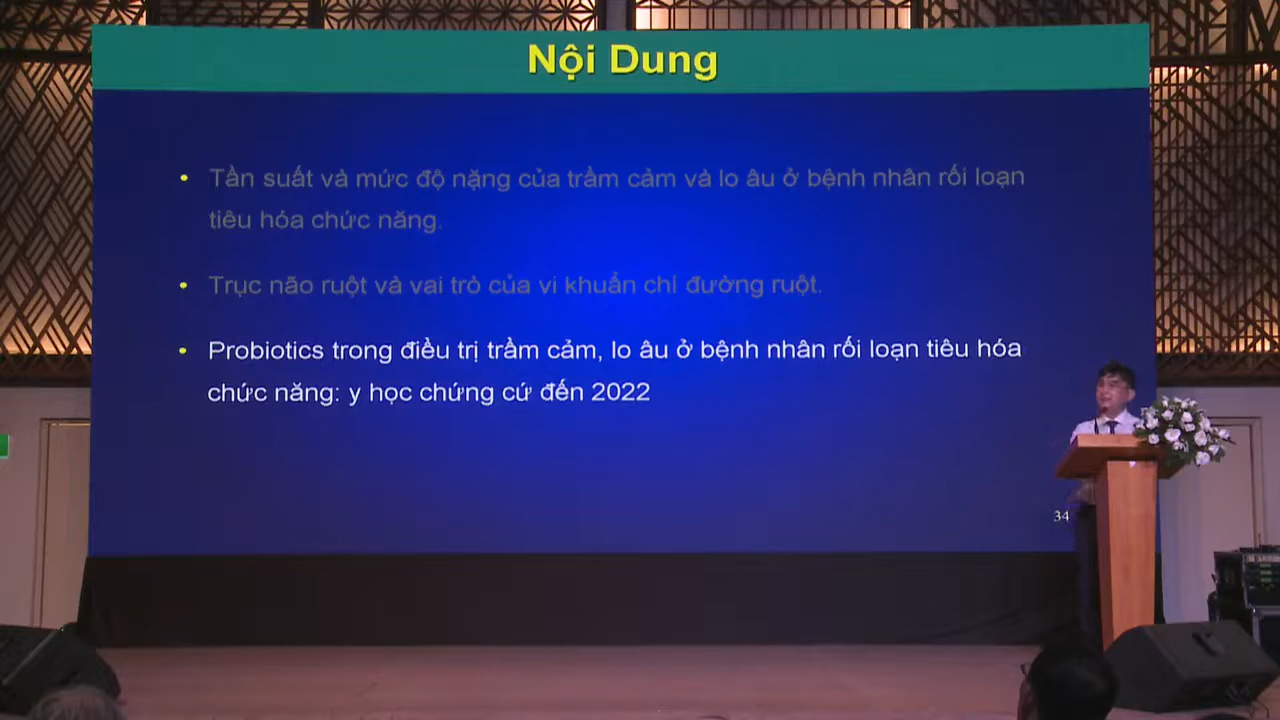 Nội Dung
• Tần suất và mức độ nặng của trầm cảm và lo âu ở bệnh nhân rối loạn
tiêu hóa chức năng.
• Trục não ruột và vai trò của vi khuẩn chí đường ruột.
• Probiotics trong điều trị trầm cảm, lo âu ở bệnh nhân rối loạn tiêu hóa
chức năng: y học chứng cứ đến 2022
34